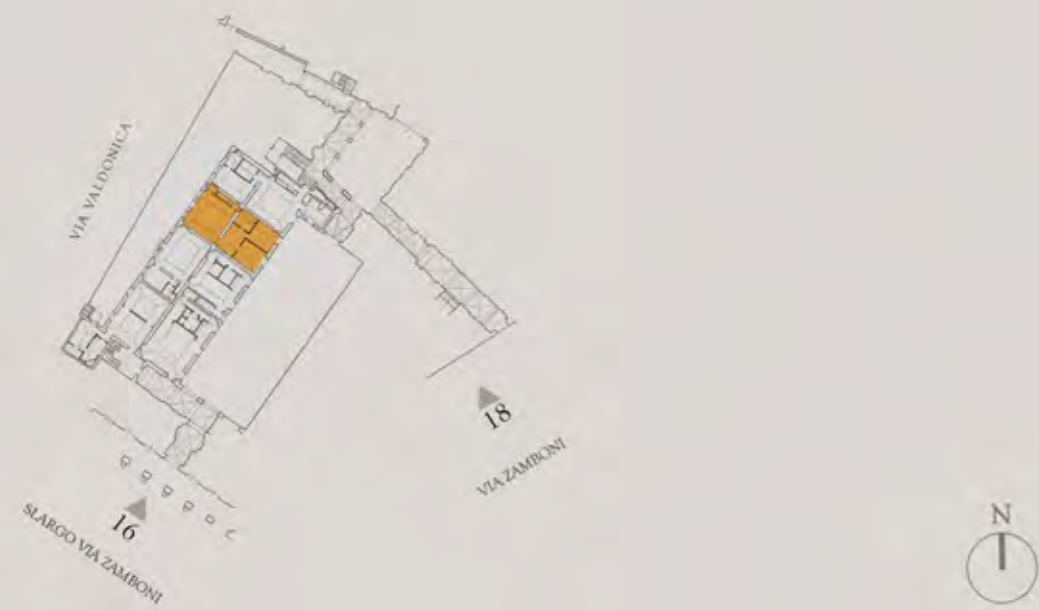 VIA VALDONICA
18
VIA ZAMBONI
16
SLARGO VIA ZAMBONI
N